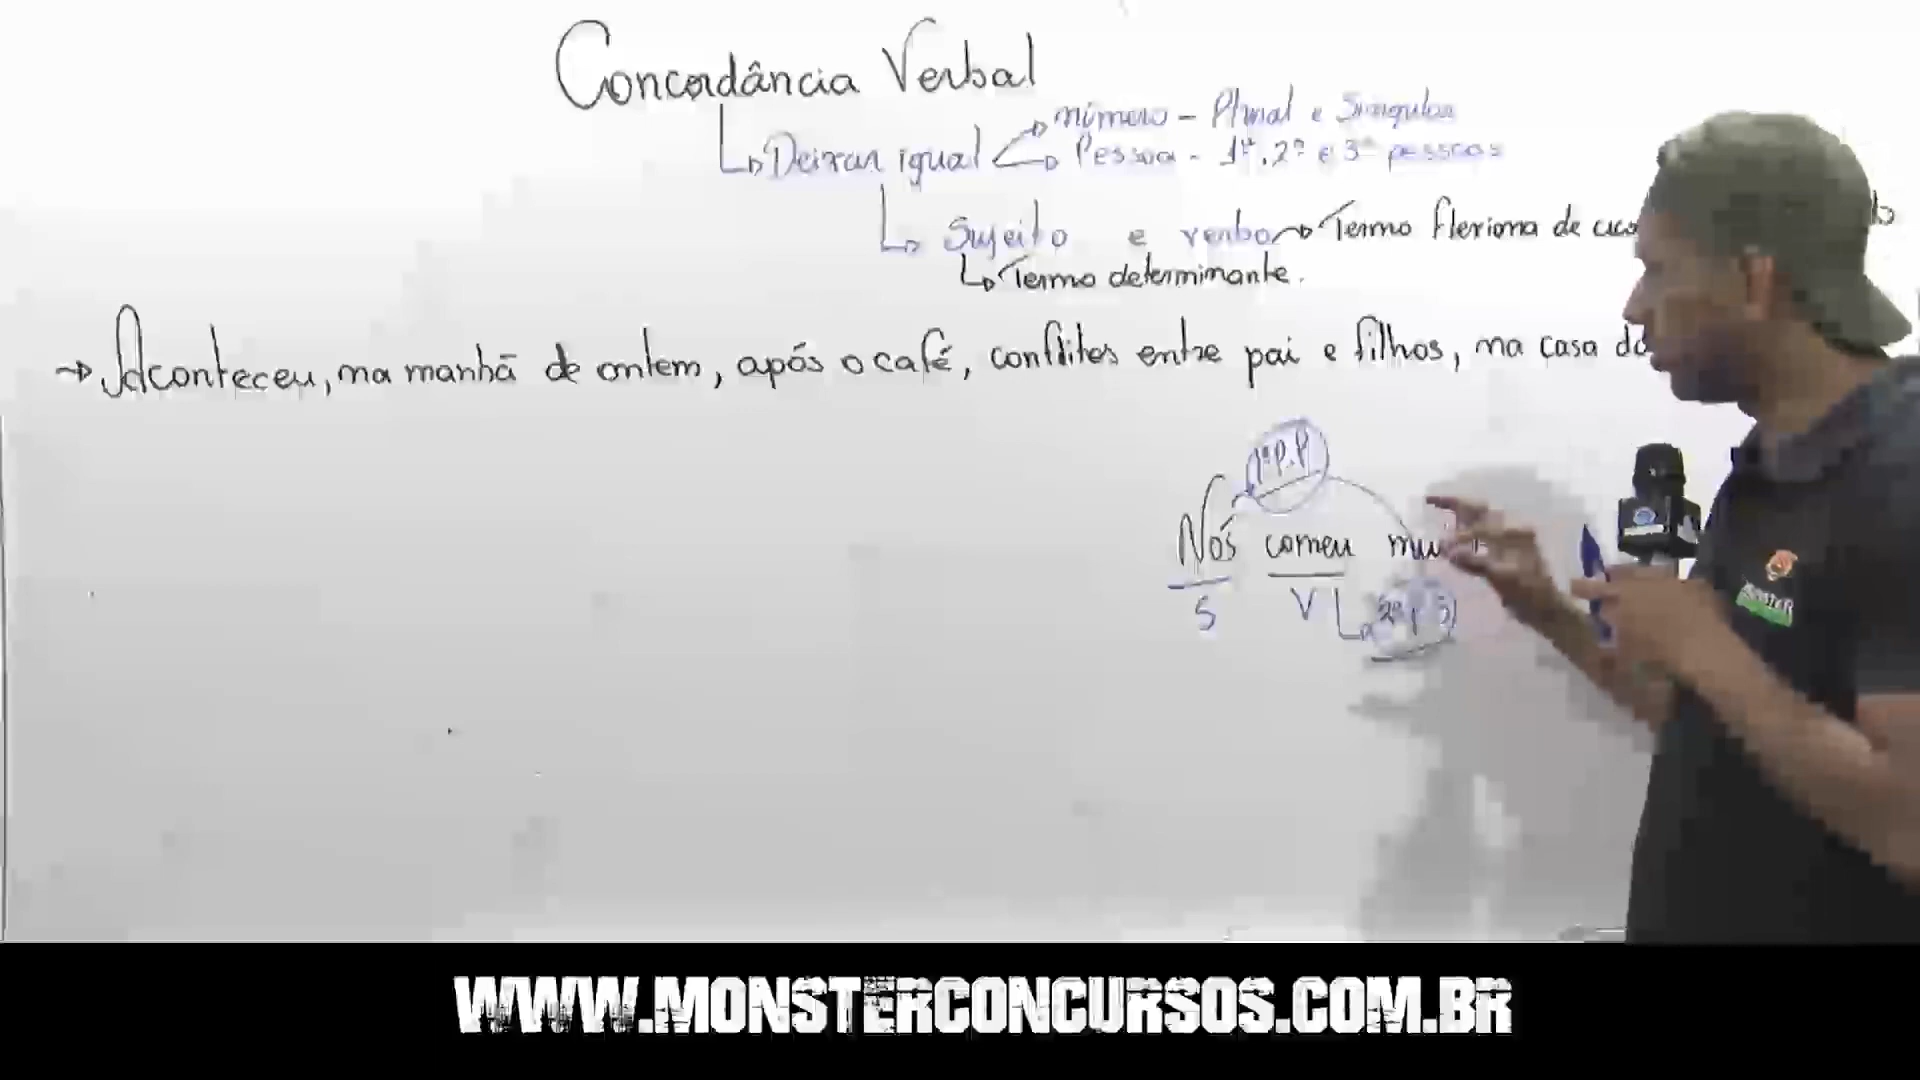 Concordância Verbal
Deixar igual
número - Plural e Singular
Pessoa - 1ª, 2ª e 3ª pessoas
Sujeito e verbo Termo flexiona de
Termo determinante.
Aconteceu, na manhã de ontem, após o café, conflitos entre pai e filhos, na casa
1ª P.P
Nós comeu
S V
MONSTER
WWW.MONSTERCONCURSOS.COM.BR